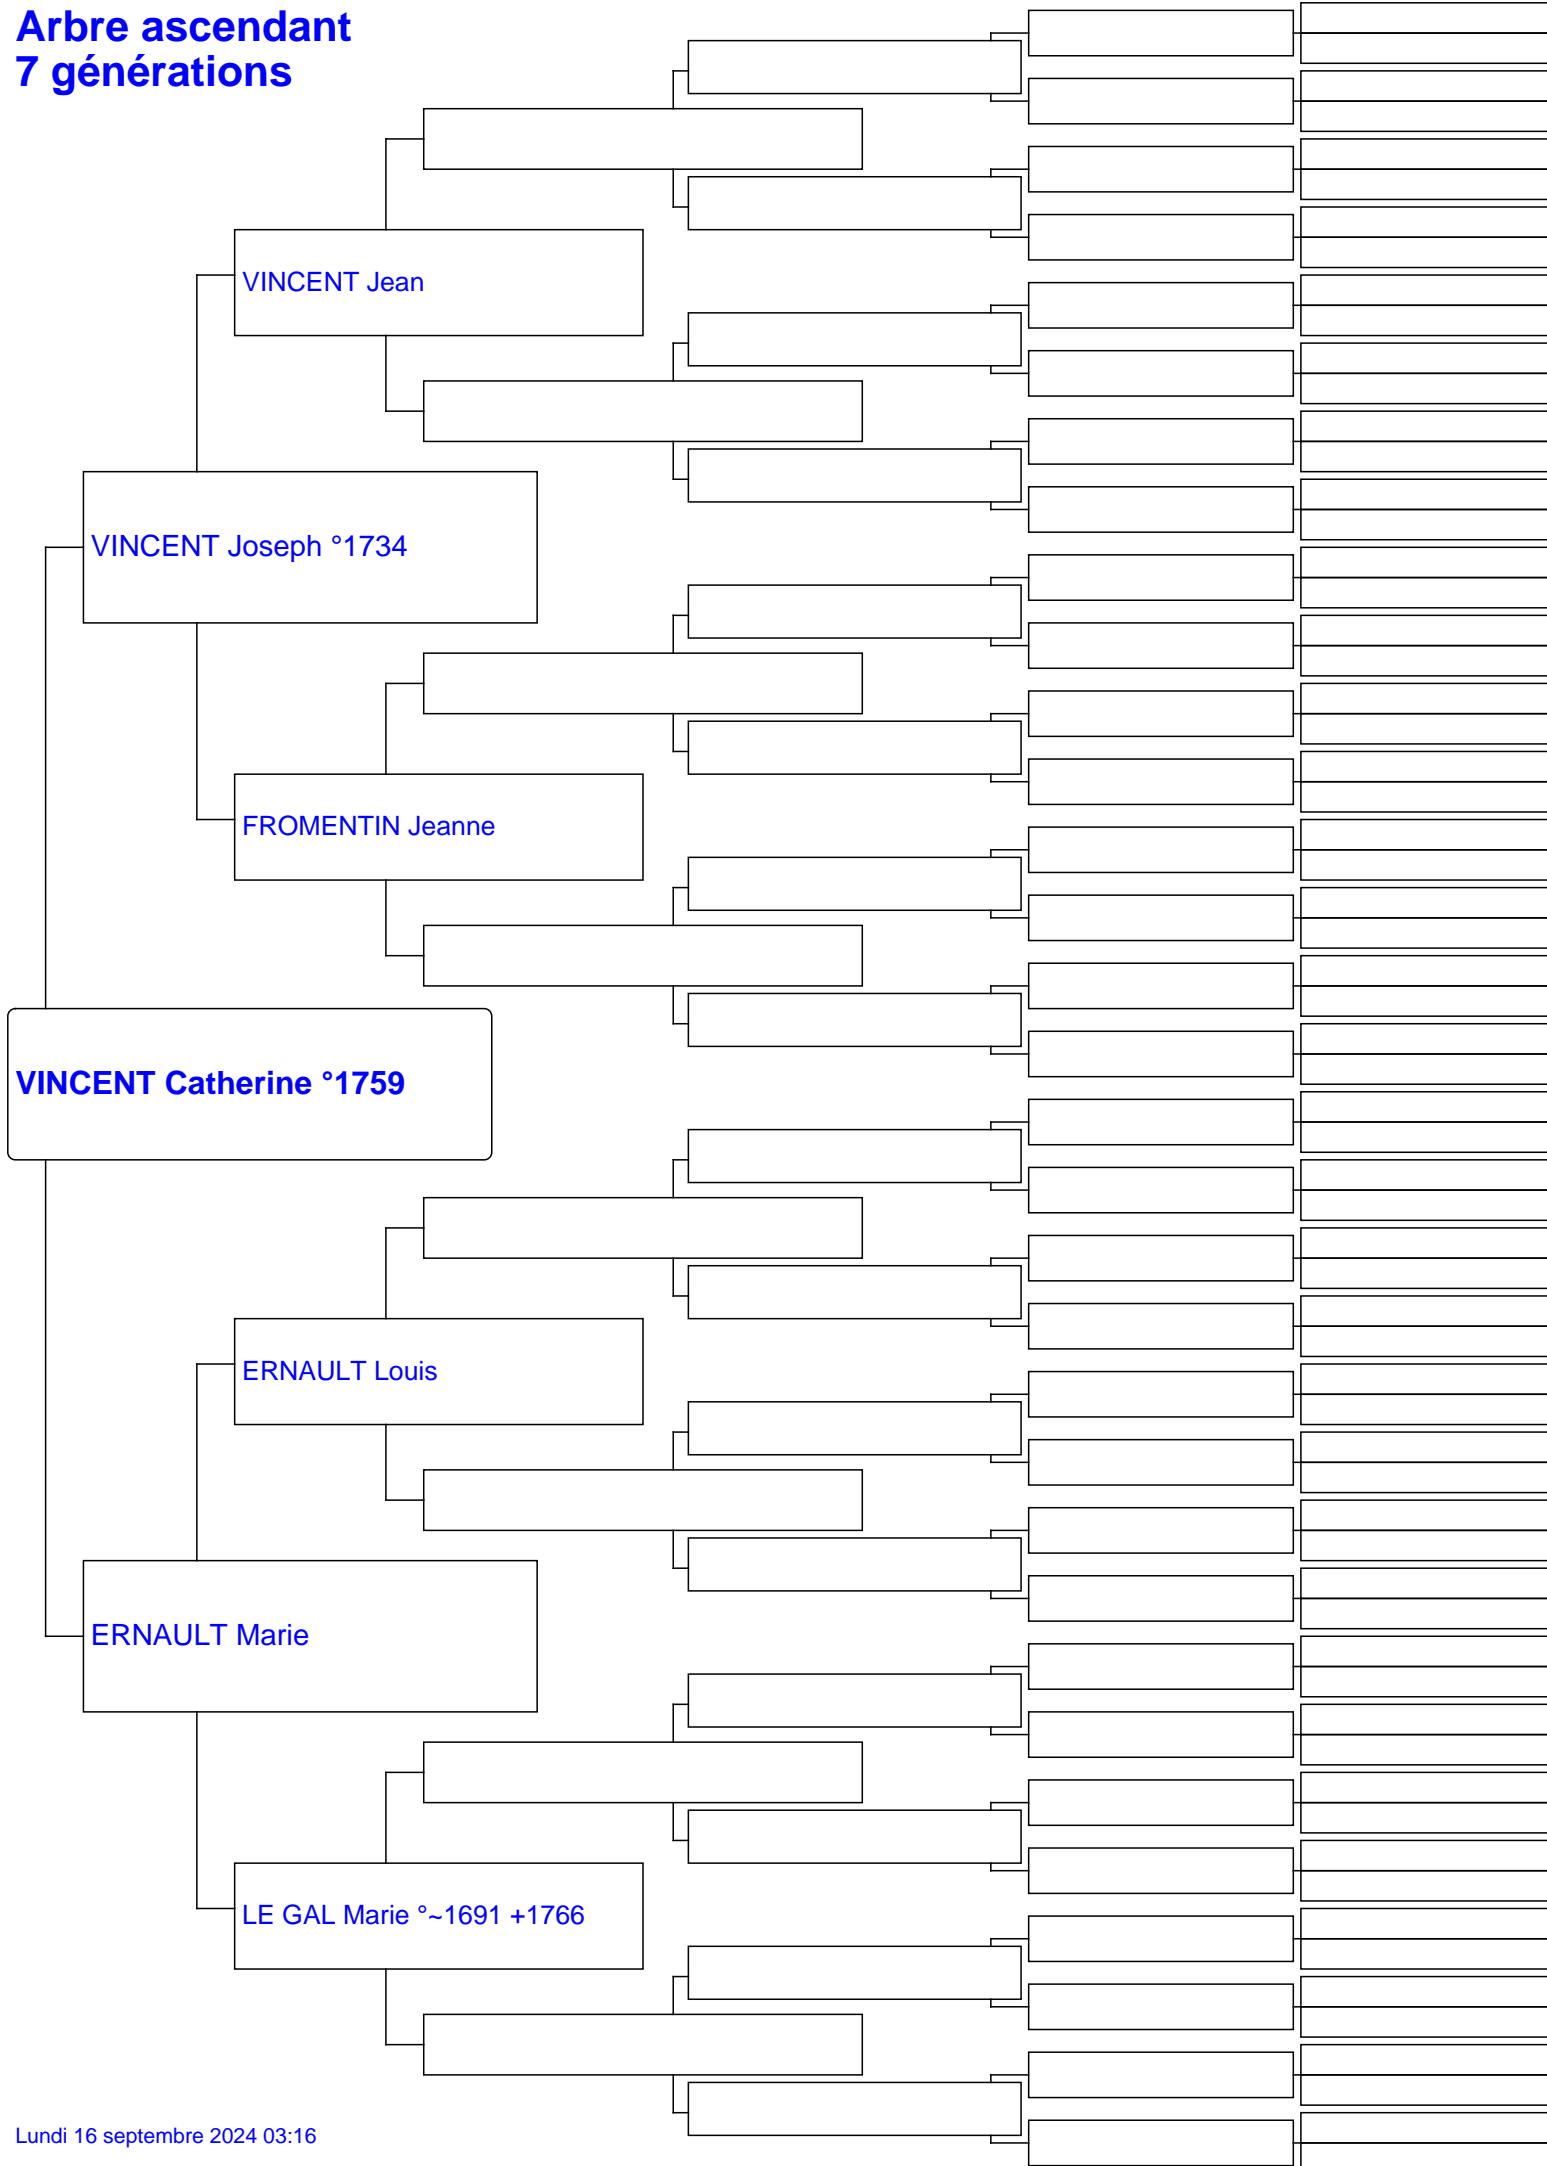 Arbre ascendant
7 générations
VINCENT Jean
VINCENT Joseph °1734
FROMENTIN Jeanne
VINCENT Catherine °1759
ERNAULT Louis
ERNAULT Marie
LE GAL Marie °~1691 +1766
Lundi 16 septembre 2024 03:16